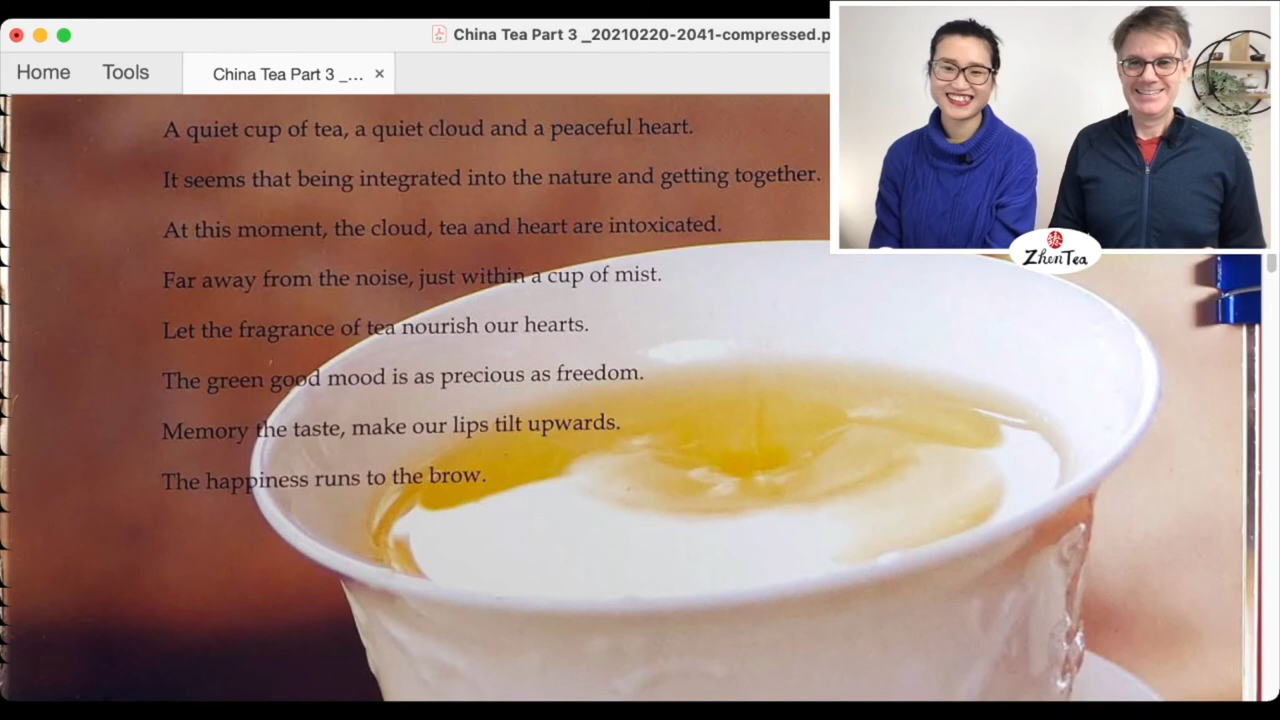 China Tea Part 3 _20210220-2041-compressed.p
Home
Tools
China Tea Part 3 _...
×
A quiet cup of tea, a quiet cloud and a peaceful heart.
It seems that being integrated into the nature and getting together.
At this moment, the cloud, tea and heart are intoxicated.
Far away from the noise, just within a cup of mist.
Let the fragrance of tea nourish our hearts.
The green good mood is as precious as freedom.
Memory the taste, make our lips tilt upwards.
The happiness runs to the brow.
Zhen Tea